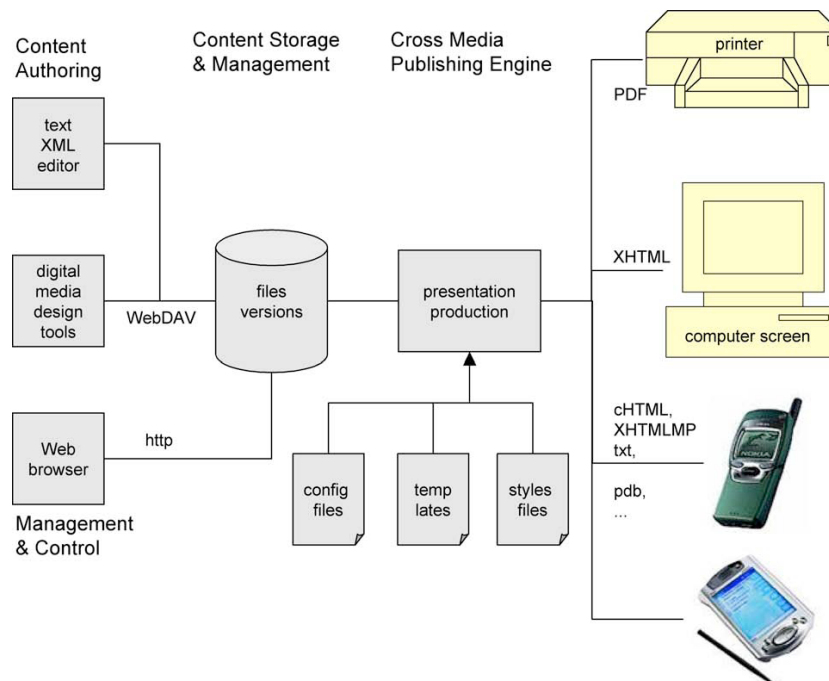 Content
Authoring
Content Storage
& Management
Cross Media
Publishing Engine
printer
PDF
text
XML
editor
digital
media
design
tools
WebDAV
files
versions
presentation
production
XHTML
computer screen
Web
browser
http
Management
& Control
config
files
temp
lates
styles
files
cHTML,
XHTMLMP
txt,
pdb,
...
NOKIA